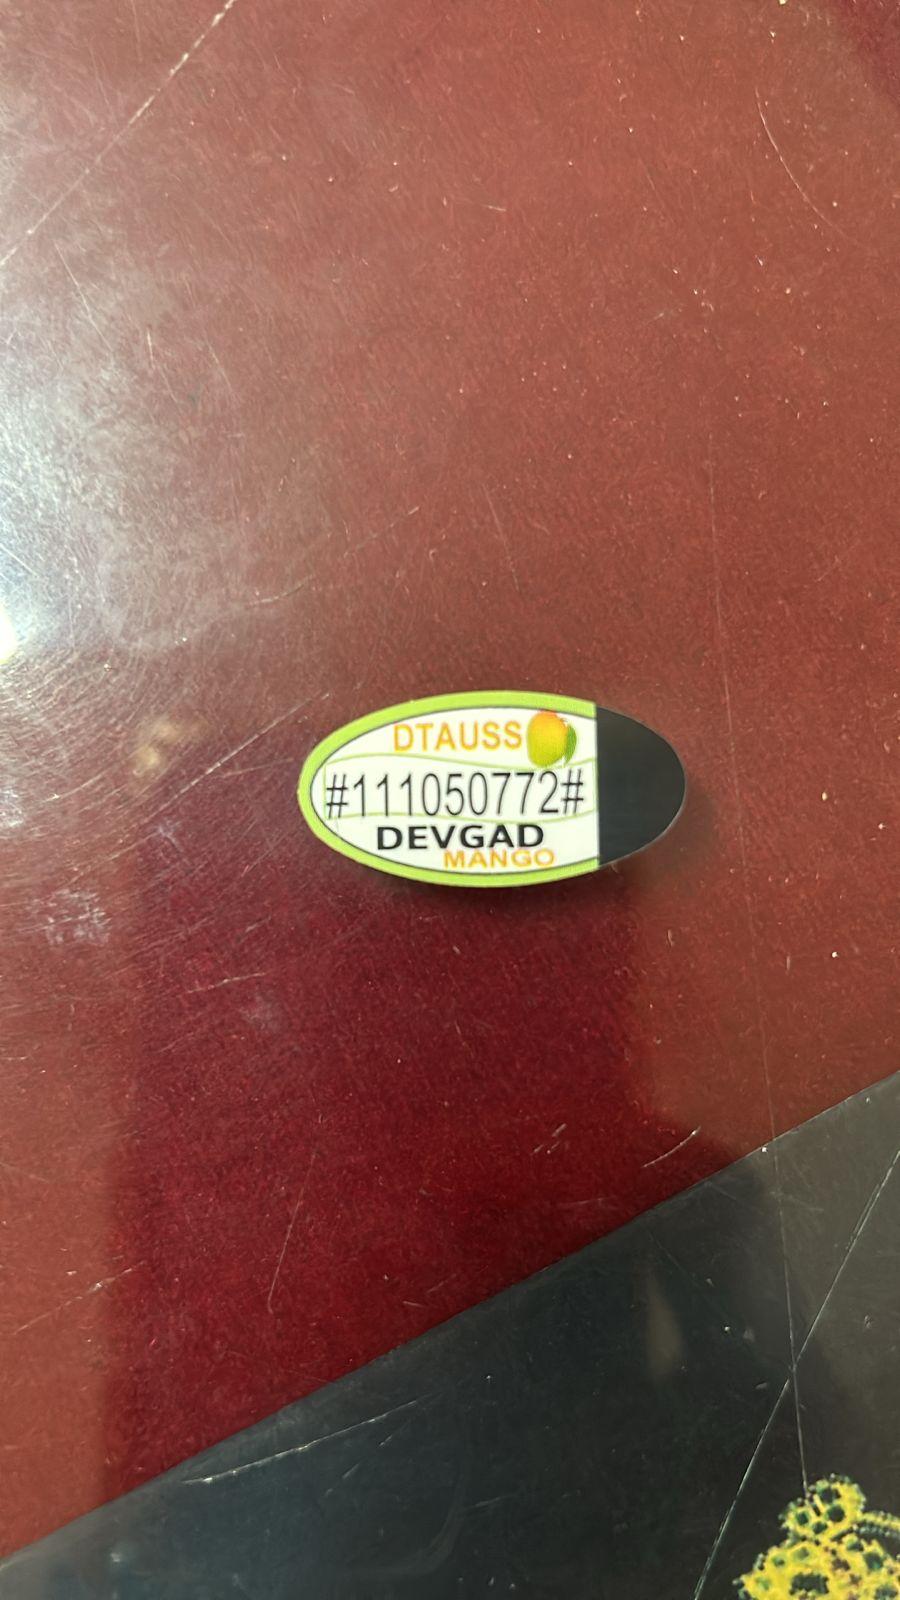 DTAUSS
#111050772#
DEVGAD
MANGO